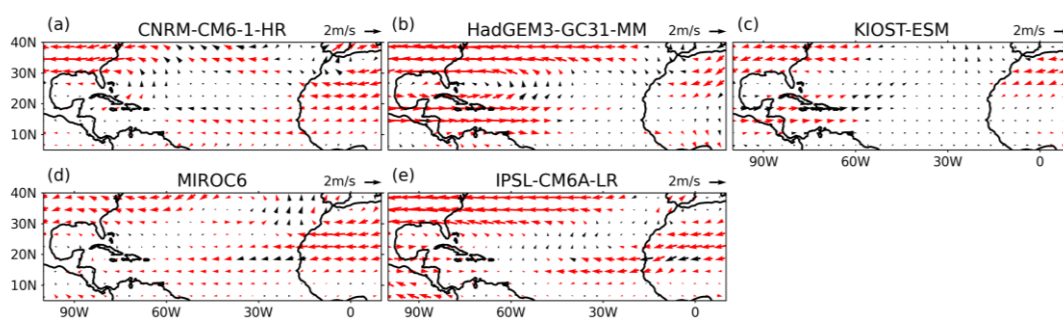 (a) CNRM-CM6-1-HR 2m/s
(b) HadGEM3-GC31-MM 2m/s
(c) KIOST-ESM 2m/s
40N
30N
20N
10N
90W 60W 30W 0
(d) MIROC6 2m/s
(e) IPSL-CM6A-LR 2m/s
40N
30N
20N
10N
90W 60W 30W 0
90W 60W 30W 0